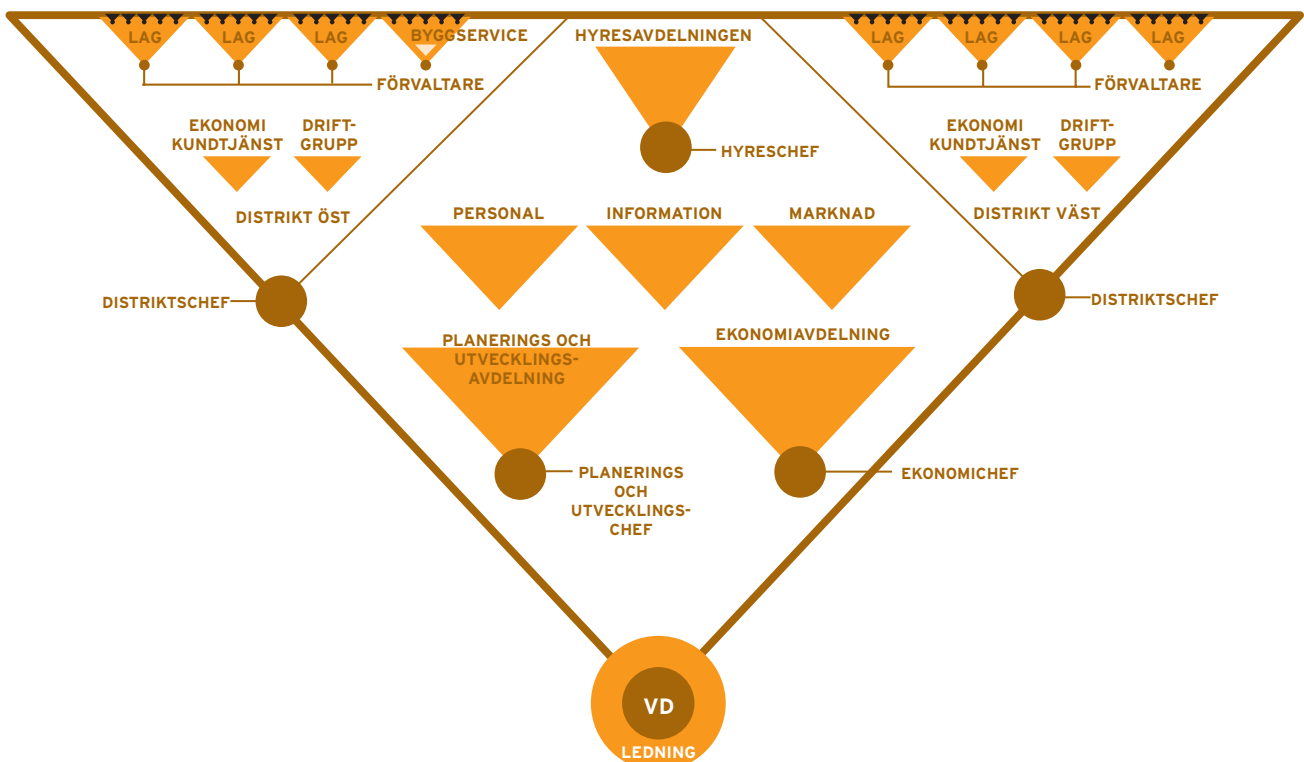 LAG
LAG
LAG
BYGGSERVICE
HYRESAVDELNINGEN
LAG
LAG
LAG
LAG
FÖRVALTARE
FÖRVALTARE
EKONOMI
KUNDTJÄNST
DRIFT-
GRUPP
HYRESCHEF
EKONOMI
KUNDTJÄNST
DRIFT-
GRUPP
DISTRIKT ÖST
PERSONAL
INFORMATION
MARKNAD
DISTRIKT VÄST
DISTRIKTSCHEF
DISTRIKTSCHEF
PLANERINGS OCH
UTVECKLINGS-
AVDELNING
EKONOMIAVDELNING
PLANERINGS
OCH
UTVECKLINGS-
CHEF
EKONOMICHEF
VD
LEDNING